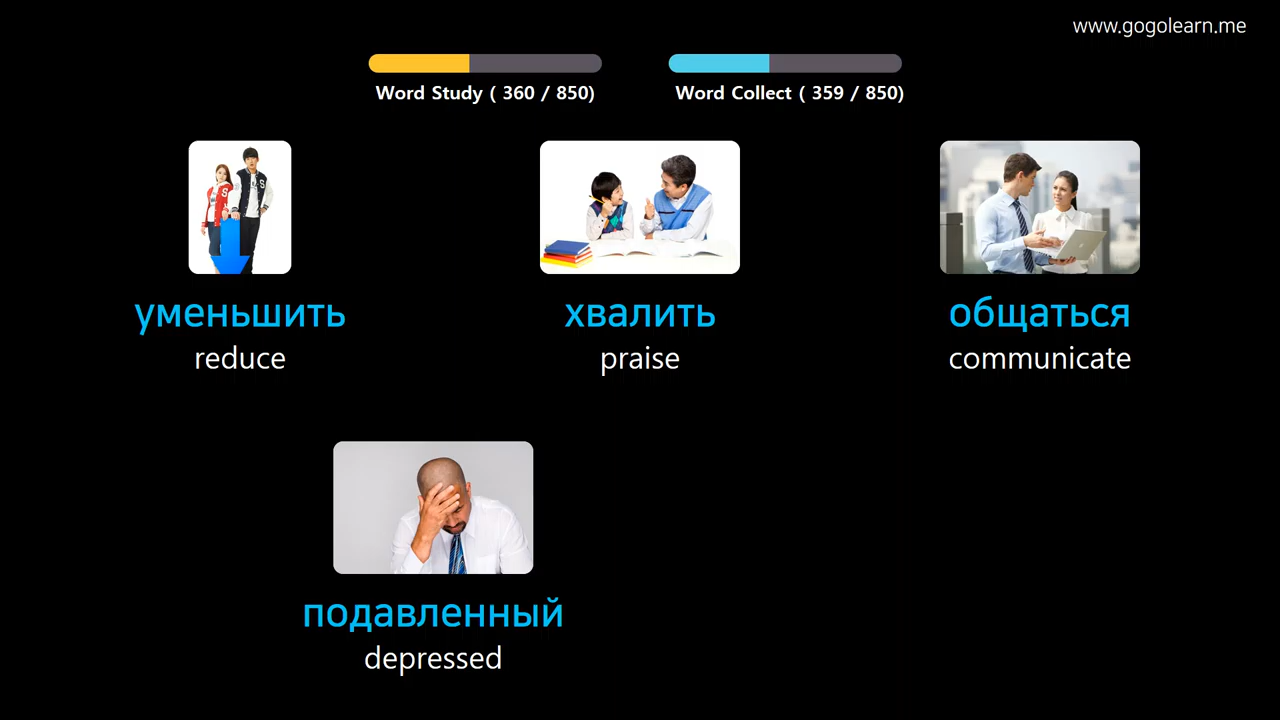 www.gogolearn.me
Word Study ( 360 / 850)
Word Collect ( 359 / 850)
уменьшить
reduce
хвалить
praise
общаться
communicate
подавленный
depressed